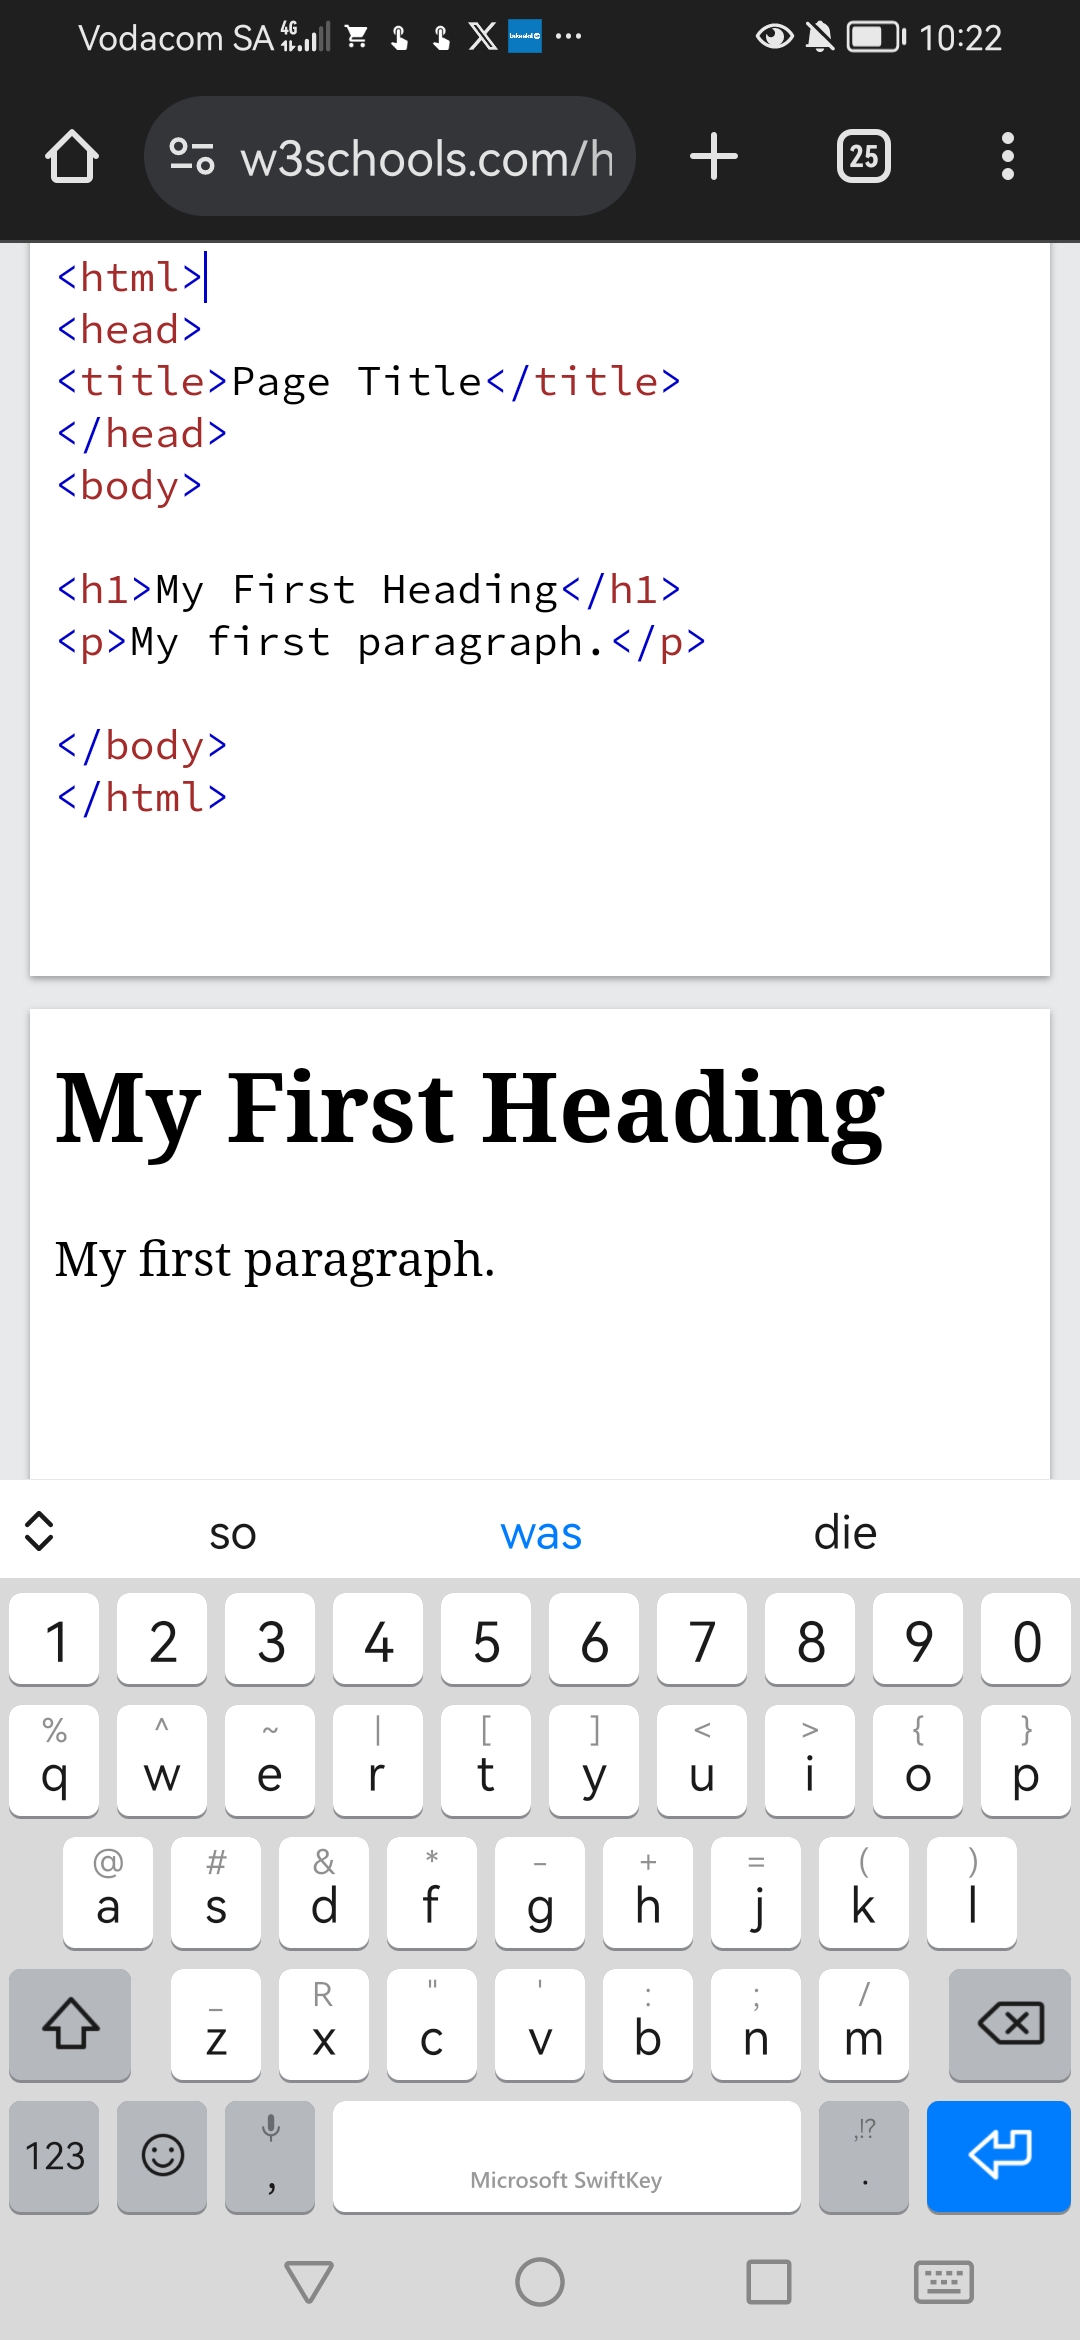 Vodacom SA 4G 10:22
w3schools.com/h 25
<html>
<head>
<title>Page Title</title>
</head>
<body>
<h1>My First Heading</h1>
<p>My first paragraph.</p>
</body>
</html>
My First Heading
My first paragraph.
so was die
1 2 3 4 5 6 7 8 9 0
% ^ ~ | [ ] < > { }
q w e r t y u i o p
@ # & * - + = ( )
a s d f g h j k l
_ R " ' : ; /
z x c v b n m
,!?
123 , Microsoft SwiftKey .